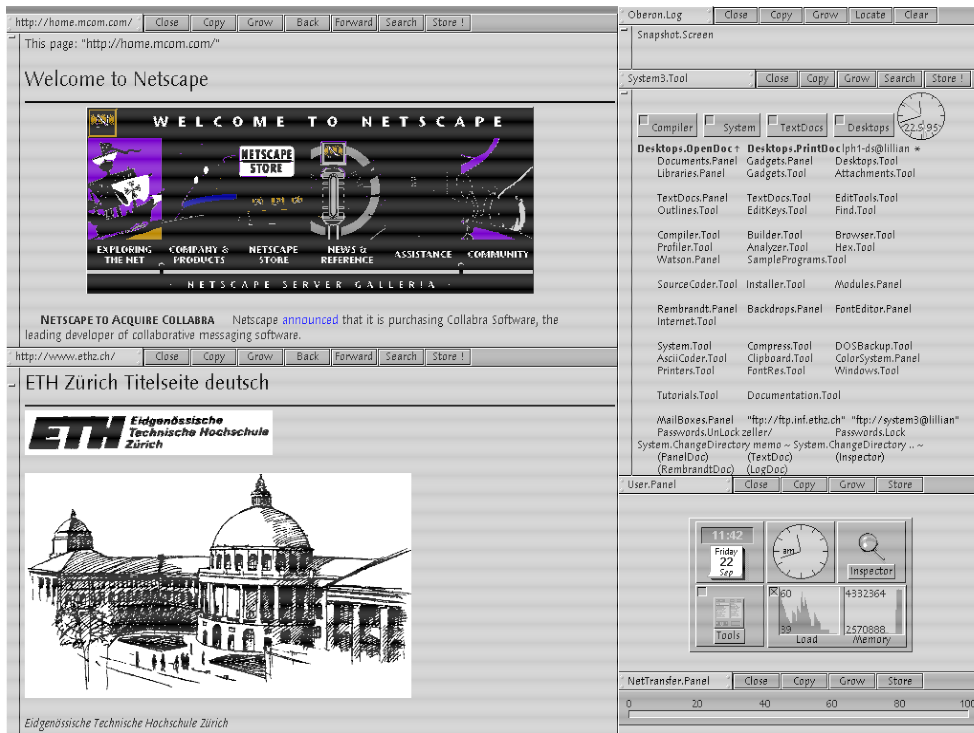 http://home.mcom.com/ Close Copy Grow Back Forward Search Store !
This page: "http://home.mcom.com/"
Welcome to Netscape
N WELCOME TO NETSCAPE
NETSCAPE
STORE
N
EXPLORING THE NET
COMPANY & PRODUCTS
NETSCAPE STORE
NEWS & REFERENCE
ASSISTANCE
COMMUNITY
· NETSCAPE SERVER GALLERIA ·
NETSCAPE TO ACQUIRE COLLABRA Netscape announced that it is purchasing Collabra Software, the
leading developer of collaborative messaging software.
http://www.ethz.ch/ Close Copy Grow Back Forward Search Store !
ETH Zürich Titelseite deutsch
ETH
Eidgenössische
Technische Hochschule
Zürich
Eidgenössische Technische Hochschule Zürich
Oberon.Log Close Copy Grow Locate Clear
Snapshot.Screen
System3.Tool Close Copy Grow Search Store !
Compiler System TextDocs Desktops 22.5.95
Desktops.OpenDoc ↑ Desktops.PrintDoc lph1-ds@lillian *
Documents.Panel Gadgets.Panel Desktops.Tool
Libraries.Panel Gadgets.Tool Attachments.Tool
TextDocs.Panel TextDocs.Tool EditTools.Tool
Outlines.Tool EditKeys.Tool Find.Tool
Compiler.Tool Builder.Tool Browser.Tool
Profiler.Tool Analyzer.Tool Hex.Tool
Watson.Panel SamplePrograms.Tool
SourceCoder.Tool Installer.Tool Modules.Panel
Rembrandt.Panel Backdrops.Panel FontEditor.Panel
Internet.Tool
System.Tool Compress.Tool DOSBackup.Tool
AsciiCoder.Tool Clipboard.Tool ColorSystem.Panel
Printers.Tool FontRes.Tool Windows.Tool
Tutorials.Tool Documentation.Tool
MailBoxes.Panel "ftp://ftp.inf.ethz.ch" "ftp://system3@lillian"
Passwords.UnLock zeller/ Passwords.Lock
System.ChangeDirectory memo ~ System.ChangeDirectory .. ~
(PanelDoc) (TextDoc) (Inspector)
(RembrandtDoc) (LogDoc)
User.Panel Close Copy Grow Store
11:42
Friday
22
Sep
am
Inspector
Tools
60
39
Load
4332364
2570888
Memory
NetTransfer.Panel Close Copy Grow Store
0 20 40 60 80 100